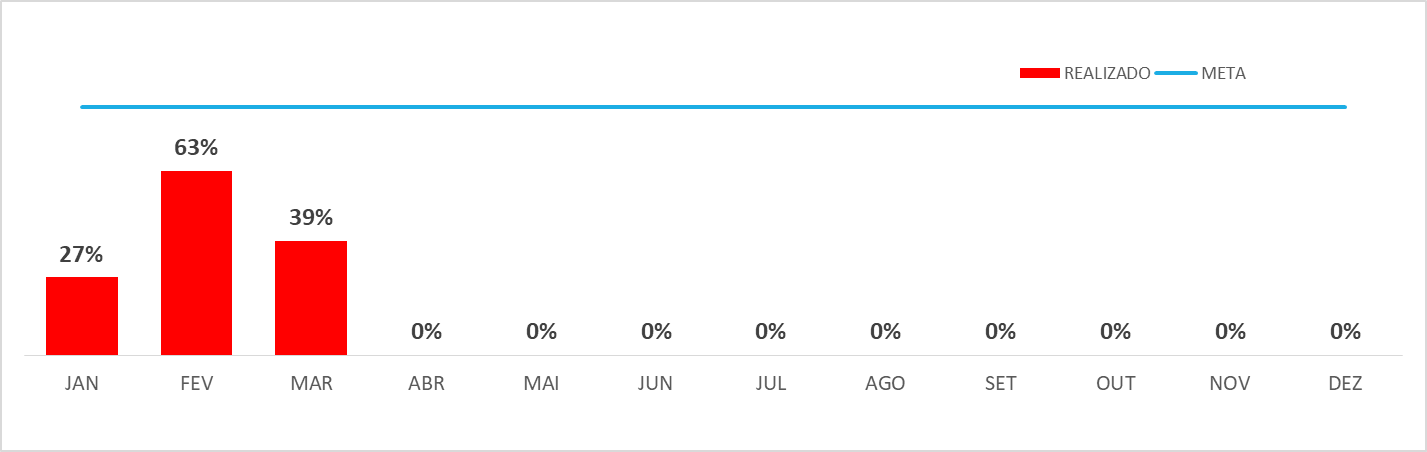 REALIZADO META
63%
39%
27%
0% 0% 0% 0% 0% 0% 0% 0% 0%
JAN FEV MAR ABR MAI JUN JUL AGO SET OUT NOV DEZ